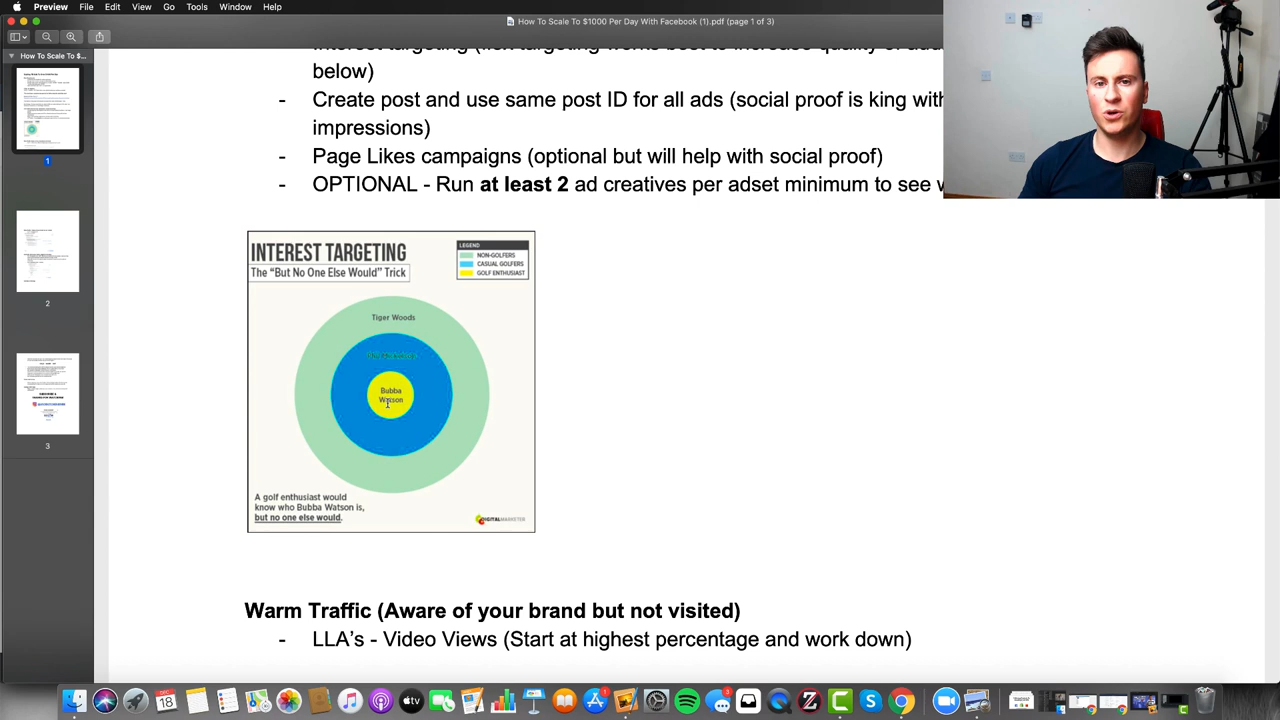 Preview File Edit View Go Tools Window Help
How To Scale To $1000 Per Day With Facebook (1).pdf (page 1 of 3)
How To Scale To $...
below)
- Create post and use same post ID for all ads (social proof is king with
impressions)
- Page Likes campaigns (optional but will help with social proof)
- OPTIONAL - Run at least 2 ad creatives per adset minimum to see
INTEREST TARGETING
The "But No One Else Would" Trick
LEGEND
NON-GOLFERS
CASUAL GOLFERS
GOLF ENTHUSIAST
Tiger Woods
Bubba
Watson
A golf enthusiast would
know who Bubba Watson is,
but no one else would.
DIGITALMARKETER
Warm Traffic (Aware of your brand but not visited)
- LLA's - Video Views (Start at highest percentage and work down)
1
2
3
DEC
18
1
3